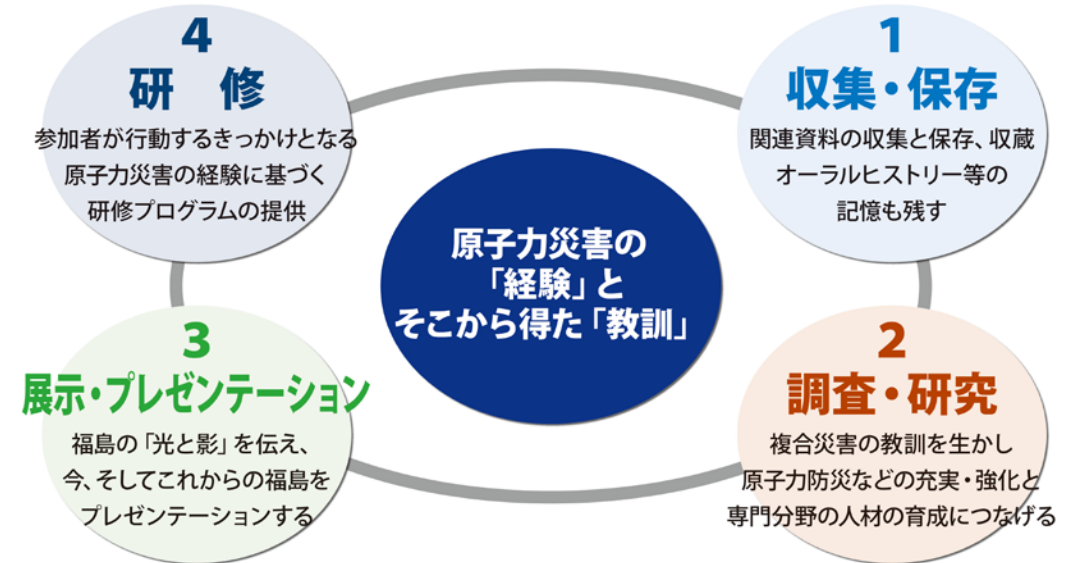 4
研　修
参加者が行動するきっかけとなる
原子力災害の経験に基づく
研修プログラムの提供
1
収集・保存
関連資料の収集と保存、収蔵
オーラルヒストリー等の
記憶も残す
原子力災害の
「経験」と
そこから得た「教訓」
3
展示・プレゼンテーション
福島の「光と影」を伝え、
今、そしてこれからの福島を
プレゼンテーションする
2
調査・研究
複合災害の教訓を生かし
原子力防災などの充実・強化と
専門分野の人材の育成につなげる